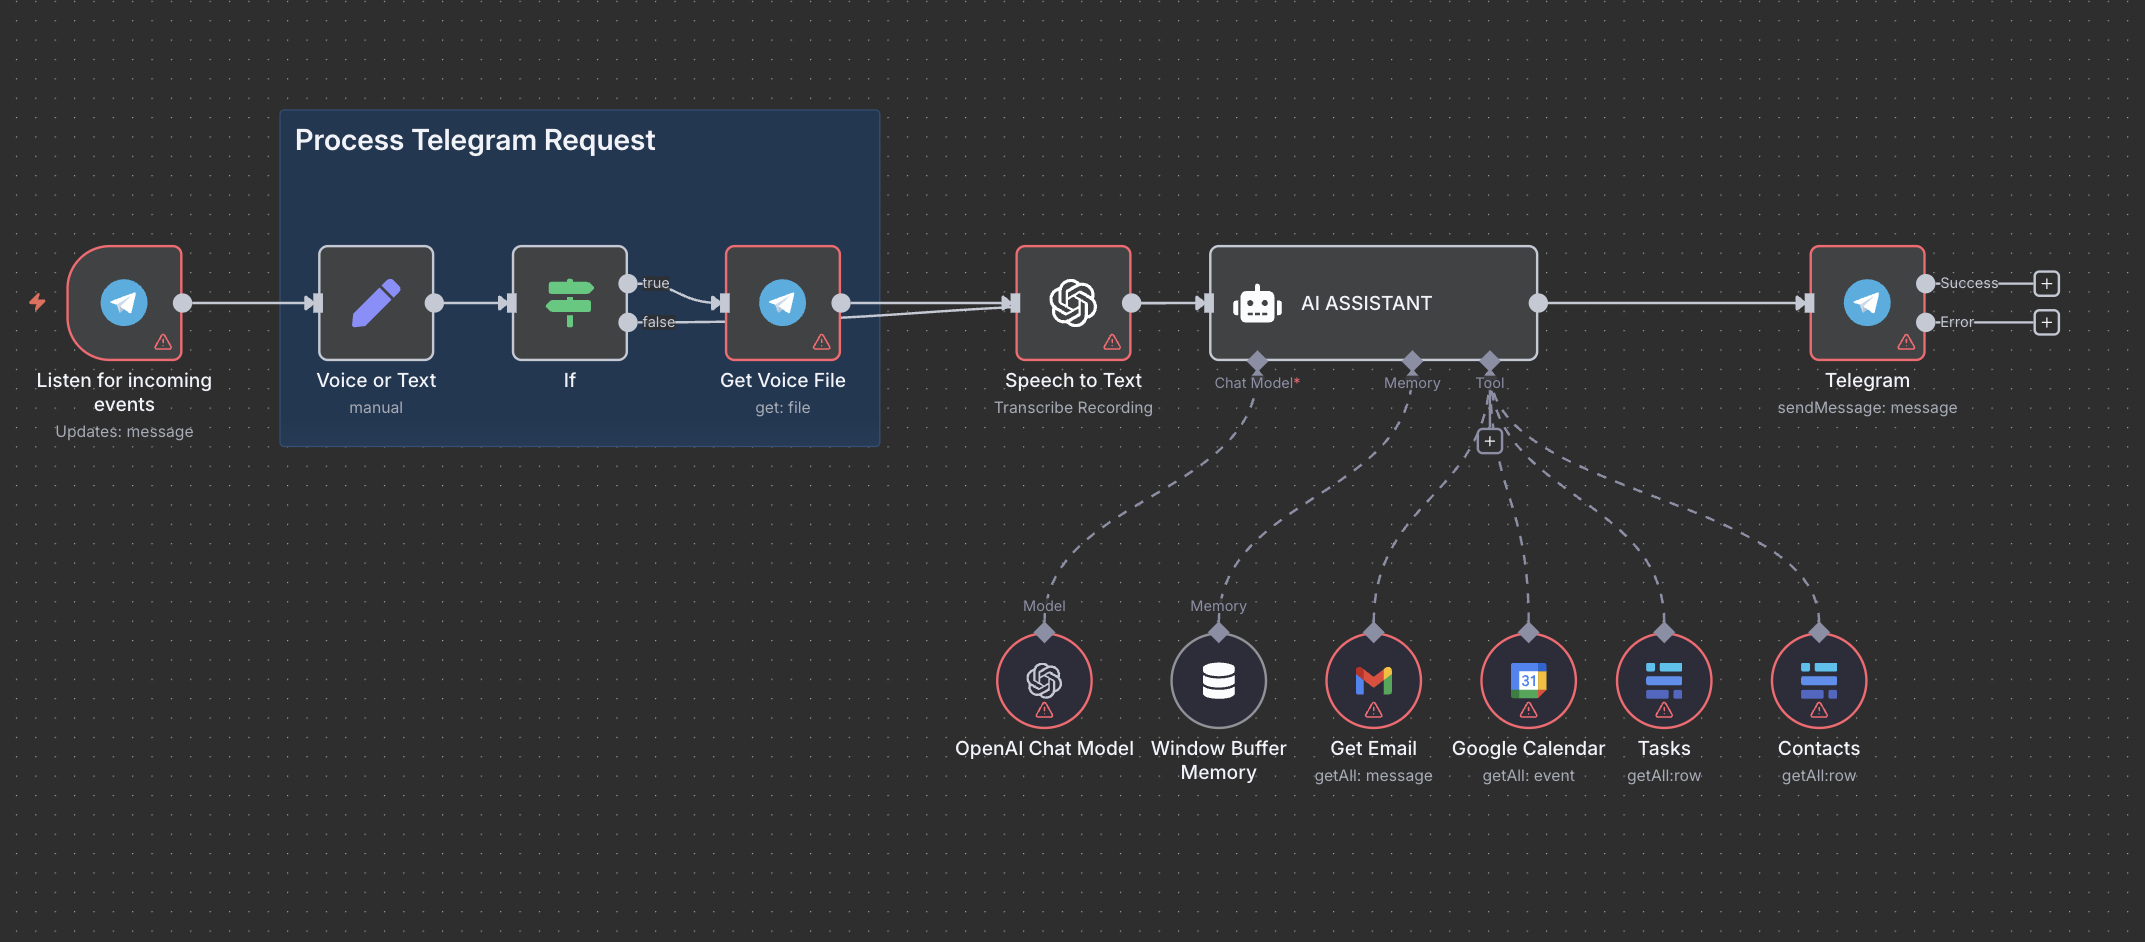 Process Telegram Request
true
false
Success
Error
AI ASSISTANT
Listen for incoming
events
Updates: message
Voice or Text
manual
If
Get Voice File
get: file
Speech to Text
Transcribe Recording
Chat Model*
Memory
Tool
Telegram
sendMessage: message
Model
Memory
31
OpenAI Chat Model
Window Buffer
Memory
Get Email
getAll: message
Google Calendar
getAll: event
Tasks
getAll:row
Contacts
getAll:row